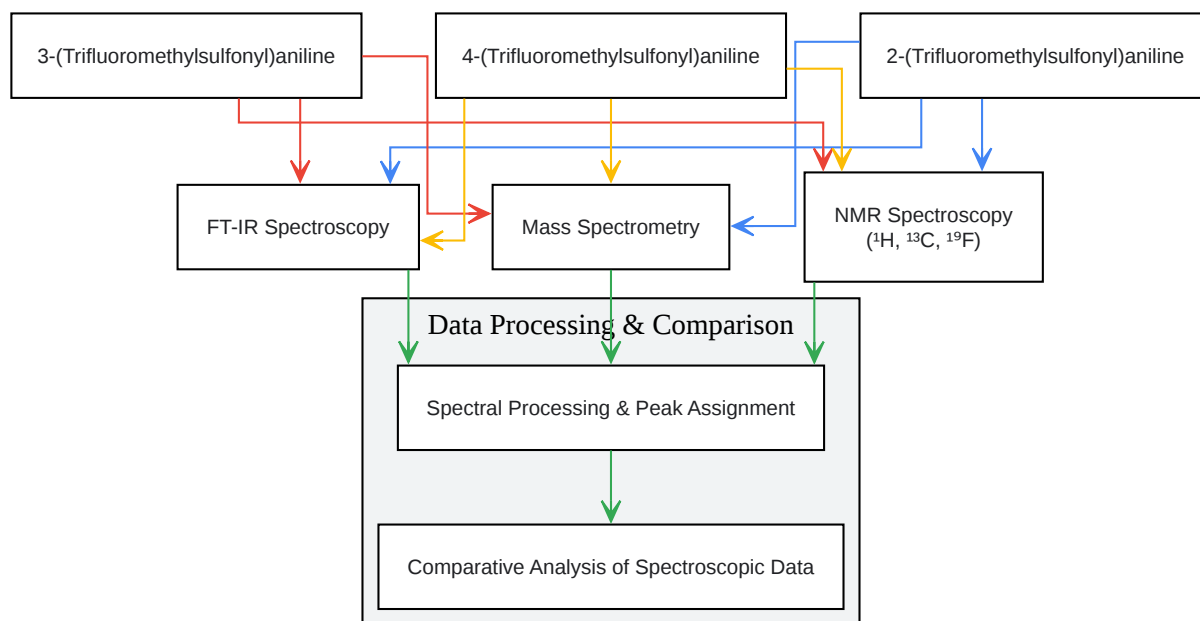 3-(Trifluoromethylsulfonyl)aniline
4-(Trifluoromethylsulfonyl)aniline
2-(Trifluoromethylsulfonyl)aniline
FT-IR Spectroscopy
Mass Spectrometry
NMR Spectroscopy
(¹H, ¹³C, ¹⁹F)
Data Processing & Comparison
Spectral Processing & Peak Assignment
Comparative Analysis of Spectroscopic Data